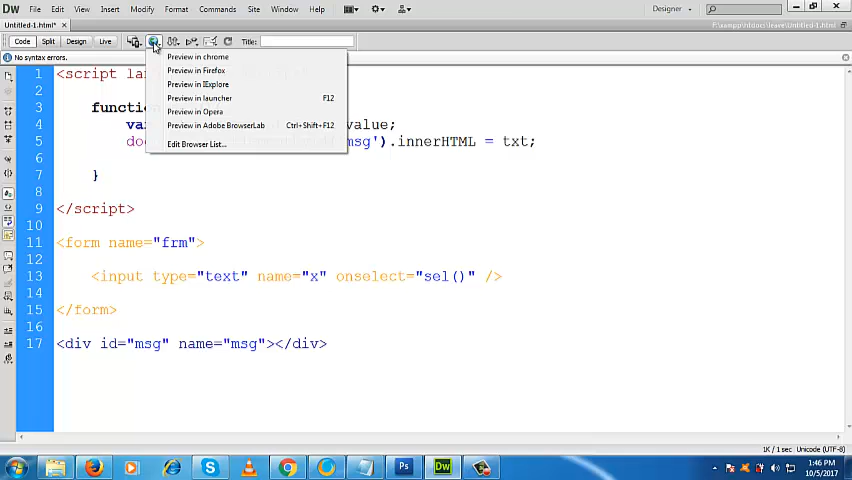 Dw File Edit View Insert Modify Format Commands Site Window Help Designer
Untitled-1.html* ×
Code Split Design Live Title:
No syntax errors.
Preview in chrome
Preview in Firefox
Preview in IExplore
Preview in launcher F12
Preview in Opera
Preview in Adobe BrowserLab Ctrl+Shift+F12
Edit Browser List...
1 <script lan
2
3 function
4 var value;
5 do msg').innerHTML = txt;
6
7 }
8
9 </script>
10
11 <form name="frm">
12
13 <input type="text" name="x" onselect="sel()" />
14
15 </form>
16
17 <div id="msg" name="msg"></div>
1K / 1 sec Unicode (UTF-8)
Ps Dw
1:46 PM
10/5/2017